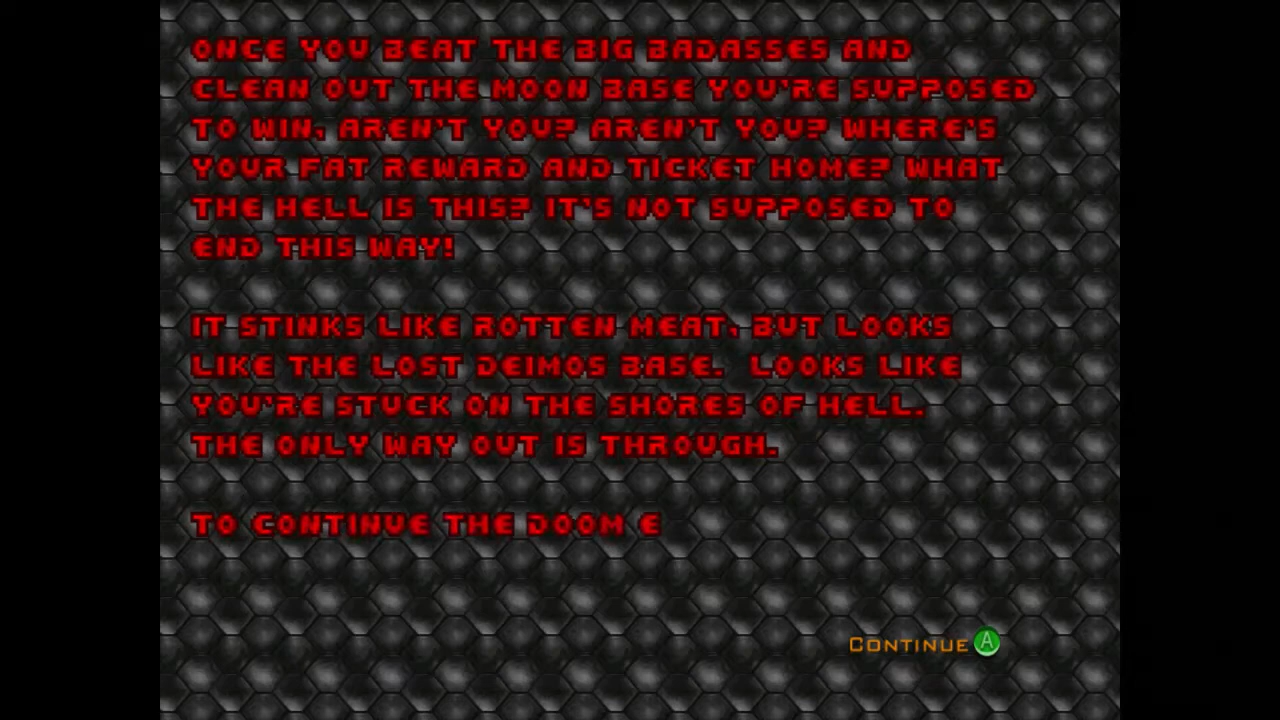 ONCE YOU BEAT THE BIG BADASSES AND
CLEAN OUT THE MOON BASE YOU'RE SUPPOSED
TO WIN, AREN'T YOU? AREN'T YOU? WHERE'S
YOUR FAT REWARD AND TICKET HOME? WHAT
THE HELL IS THIS? IT'S NOT SUPPOSED TO
END THIS WAY!
IT STINKS LIKE ROTTEN MEAT, BUT LOOKS
LIKE THE LOST DEIMOS BASE.  LOOKS LIKE
YOU'RE STUCK ON THE SHORES OF HELL.
THE ONLY WAY OUT IS THROUGH.
TO CONTINUE THE DOOM E
CONTINUE A